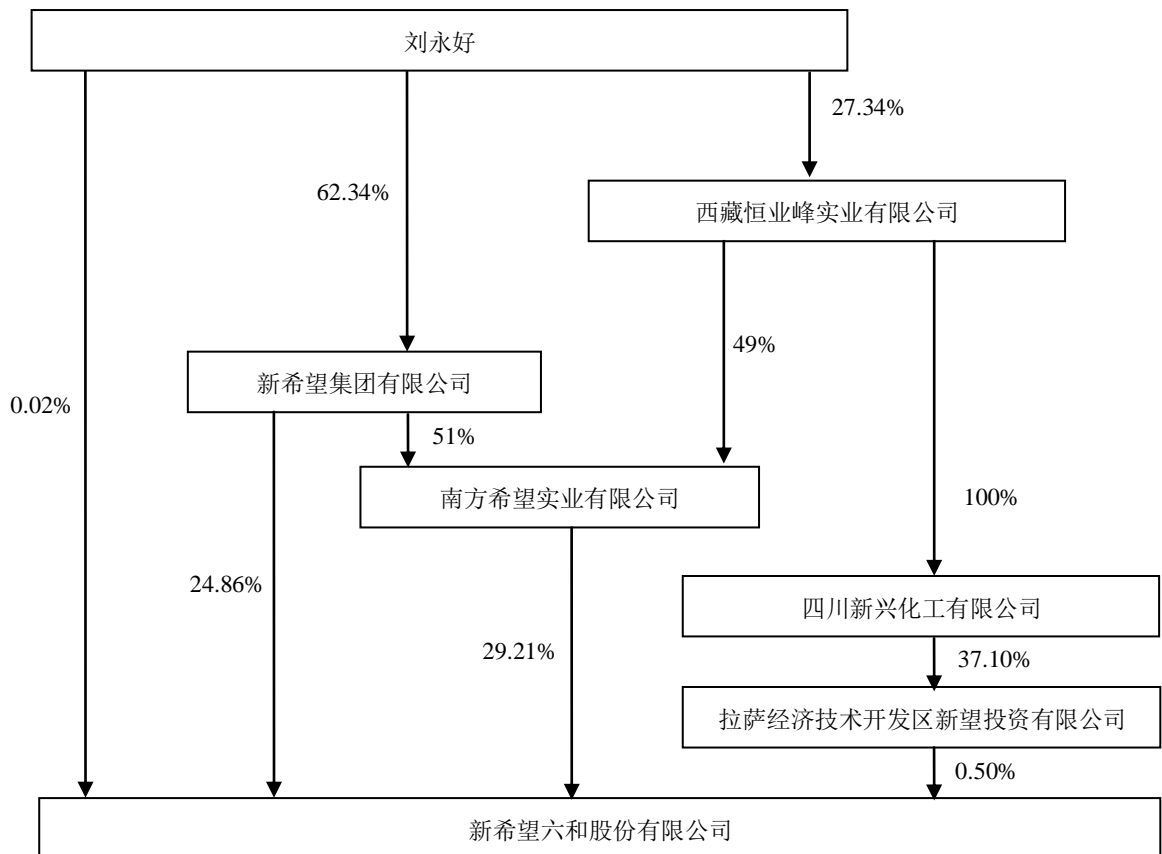 刘永好
27.34%
62.34%
西藏恒业峰实业有限公司
49%
新希望集团有限公司
0.02%
51%
南方希望实业有限公司
100%
24.86%
四川新兴化工有限公司
29.21%
37.10%
拉萨经济技术开发区新望投资有限公司
0.50%
新希望六和股份有限公司